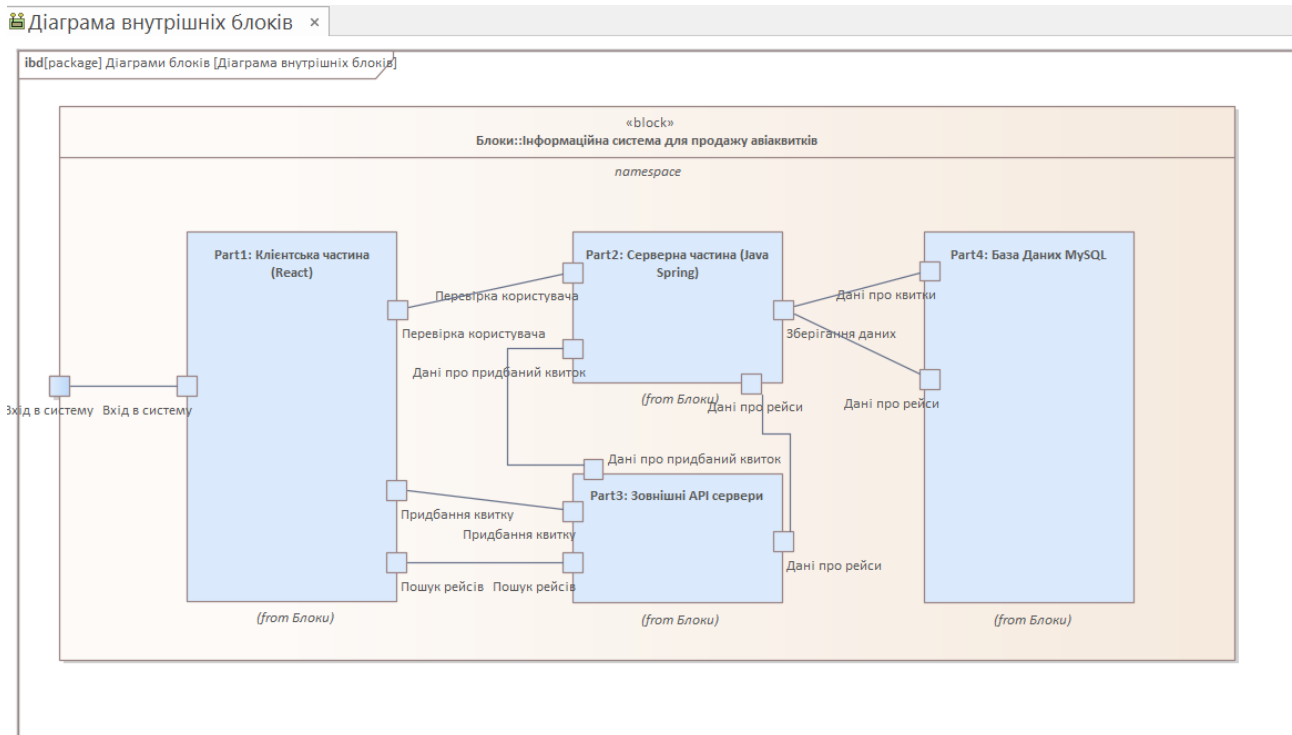 Діаграма внутрішніх блоків ×
ibd[package] Діаграми блоків [Діаграма внутрішніх блоків]
«block»
Блоки::Інформаційна система для продажу авіаквитків
namespace
Part1: Клієнтська частина
(React)
Part2: Серверна частина (Java
Spring)
Part4: База Даних MySQL
Перевірка користувача
Дані про квитки
Перевірка користувача
Зберігання даних
Дані про придбаний квиток
(from Блоки)
Дані про рейси
Дані про рейси
Вхід в систему
Вхід в систему
Дані про придбаний квиток
Part3: Зовнішні API сервери
Придбання квитку
Придбання квитку
Дані про рейси
Пошук рейсів
Пошук рейсів
(from Блоки)
(from Блоки)
(from Блоки)